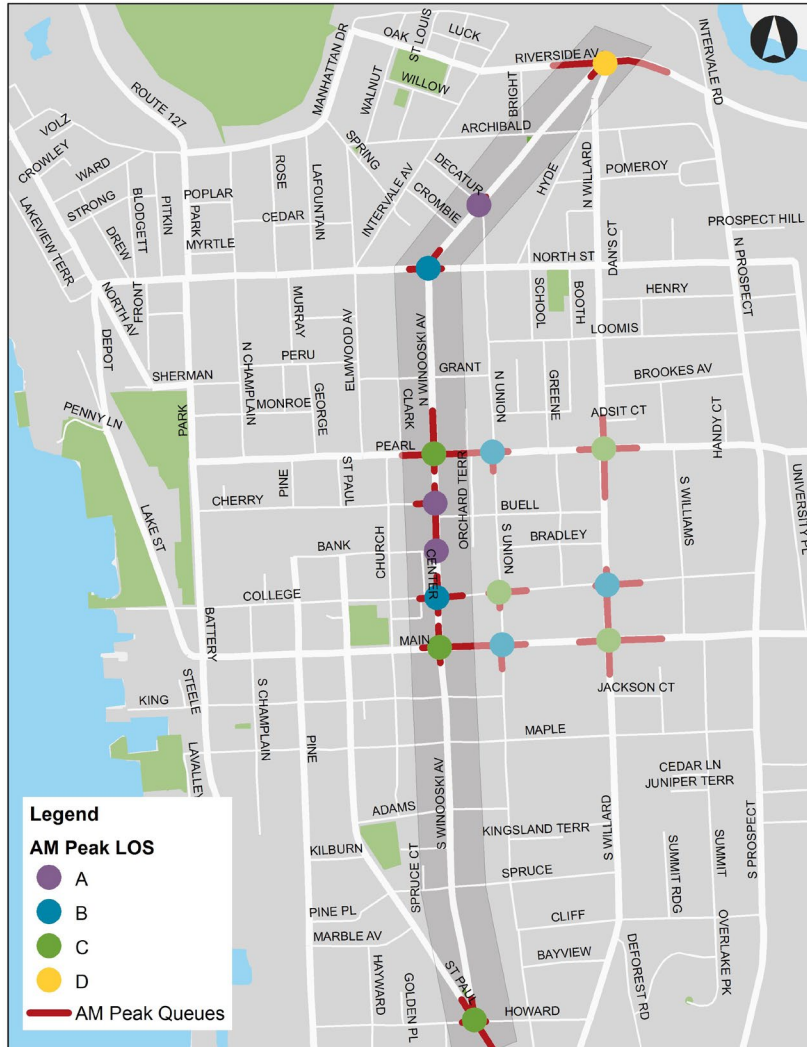 LUCK
ST LOUIS
OAK
RIVERSIDE AV
INTERVALE RD
MANHATTAN DR
WALNUT
WILLOW
BRIGHT
ROUTE 127
VOLZ
CROWLEY
WARD
SPRING
ARCHIBALD
STRONG
BLODGETT
PITKIN
POPLAR
ROSE
LAFOUNTAIN
INTERVALE AV
DECATUR
CROMBIE
HYDE
N WILLARD
POMEROY
LAKEVIEW TERR
DREW
PARK
CEDAR
MYRTLE
PROSPECT HILL
N PROSPECT
DAN'S CT
NORTH ST
NORTH AV
FRONT
DEPOT
MURRAY
ELMWOOD AV
N WINOOSKI AV
SCHOOL
BOOTH
HENRY
LOOMIS
N CHAMPLAIN
PERU
GRANT
SHERMAN
GEORGE
MONROE
CLARK
N UNION
GREENE
BROOKES AV
PENNY LN
PARK
ADSIT CT
HANDY CT
PEARL
ST PAUL
PINE
CHERRY
ORCHARD TERR
BUELL
S WILLIAMS
UNIVERSITY PL
LAKE ST
BANK
CHURCH
CENTER
S UNION
BRADLEY
COLLEGE
BATTERY
MAIN
STEELE
S CHAMPLAIN
KING
JACKSON CT
PINE
MAPLE
LAVALLEY
S WINOOSKI AV
CEDAR LN
JUNIPER TERR
ADAMS
KINGSLAND TERR
S WILLARD
S PROSPECT
KILBURN
SPRUCE CT
SPRUCE
SUMMIT RDG
SUMMIT
PINE PL
CLIFF
MARBLE AV
BAYVIEW
OVERLAKE PK
DEFOREST RD
HAYWARD
GOLDEN PL
ST PAUL
HOWARD
Legend
AM Peak LOS
A
B
C
D
AM Peak Queues